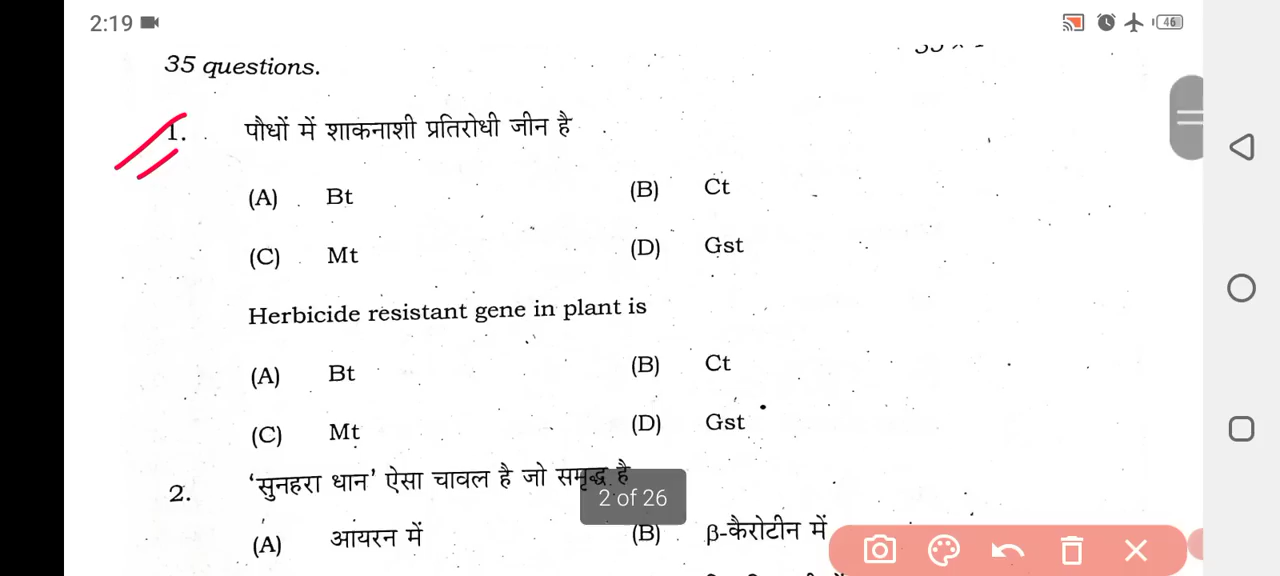 2:19
46
35 questions.
1. पौधों में शाकनाशी प्रतिरोधी जीन है
(A) Bt (B) Ct
(C) Mt (D) Gst
Herbicide resistant gene in plant is
(A) Bt (B) Ct
(C) Mt (D) Gst
2. ‘सुनहरा धान’ ऐसा चावल है जो समृद्ध है
2 of 26
(A) आयरन में (B) β-कैरोटीन में